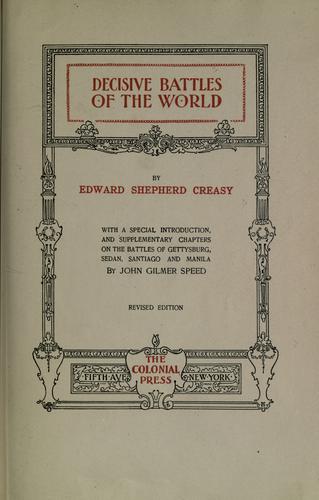 DECISIVE BATTLES
OF THE WORLD
BY
EDWARD SHEPHERD CREASY
WITH A SPECIAL INTRODUCTION,
AND SUPPLEMENTARY CHAPTERS
ON THE BATTLES OF GETTYSBURG,
SEDAN, SANTIAGO AND MANILA
By JOHN GILMER SPEED
REVISED EDITION
THE
COLONIAL
PRESS
FIFTH·AVE NEW·YORK·